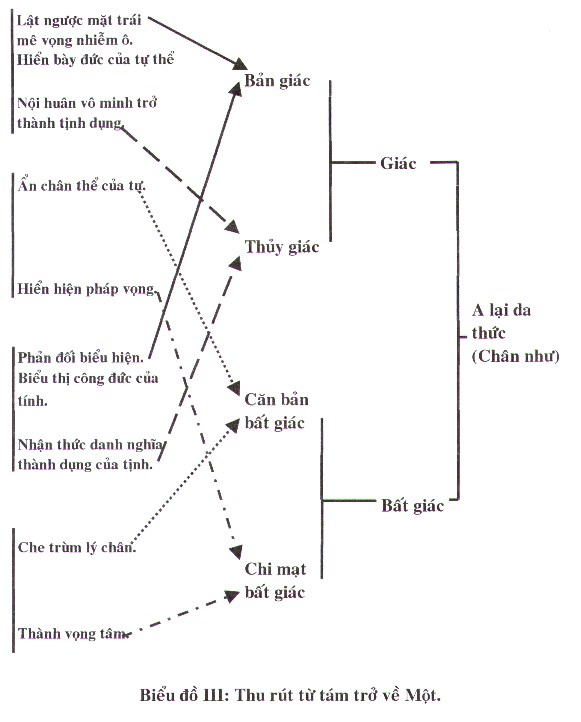 Lật ngược mặt trái
mê vọng nhiễm ô.
Hiển bày đức của tự thể
Nội huân vô minh trở
thành tịnh dụng.
Ẩn chân thể của tự.
Hiển hiện pháp vọng.
Phản đối biểu hiện.
Biểu thị công đức của
tính.
Nhận thức danh nghĩa
thành dụng của tịnh.
Che trùm lý chân.
Thành vọng tâm.
Bản giác
Thủy giác
Căn bản
bất giác
Chi mạt
bất giác
Giác
Bất giác
A lại da
thức
(Chân như)
Biểu đồ III: Thu rút từ tám trở về Một.